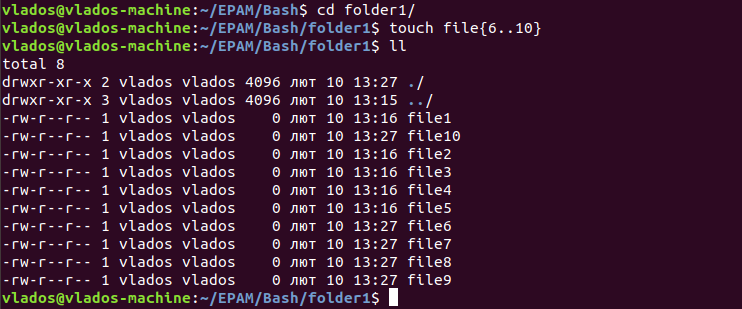 vlados@vlados-machine:~/EPAM/Bash$ cd folder1/
vlados@vlados-machine:~/EPAM/Bash/folder1$ touch file{6..10}
vlados@vlados-machine:~/EPAM/Bash/folder1$ ll
total 8
drwxr-xr-x 2 vlados vlados 4096 лют 10 13:27 ./
drwxr-xr-x 3 vlados vlados 4096 лют 10 13:15 ../
-rw-r--r-- 1 vlados vlados    0 лют 10 13:16 file1
-rw-r--r-- 1 vlados vlados    0 лют 10 13:27 file10
-rw-r--r-- 1 vlados vlados    0 лют 10 13:16 file2
-rw-r--r-- 1 vlados vlados    0 лют 10 13:16 file3
-rw-r--r-- 1 vlados vlados    0 лют 10 13:16 file4
-rw-r--r-- 1 vlados vlados    0 лют 10 13:16 file5
-rw-r--r-- 1 vlados vlados    0 лют 10 13:27 file6
-rw-r--r-- 1 vlados vlados    0 лют 10 13:27 file7
-rw-r--r-- 1 vlados vlados    0 лют 10 13:27 file8
-rw-r--r-- 1 vlados vlados    0 лют 10 13:27 file9
vlados@vlados-machine:~/EPAM/Bash/folder1$